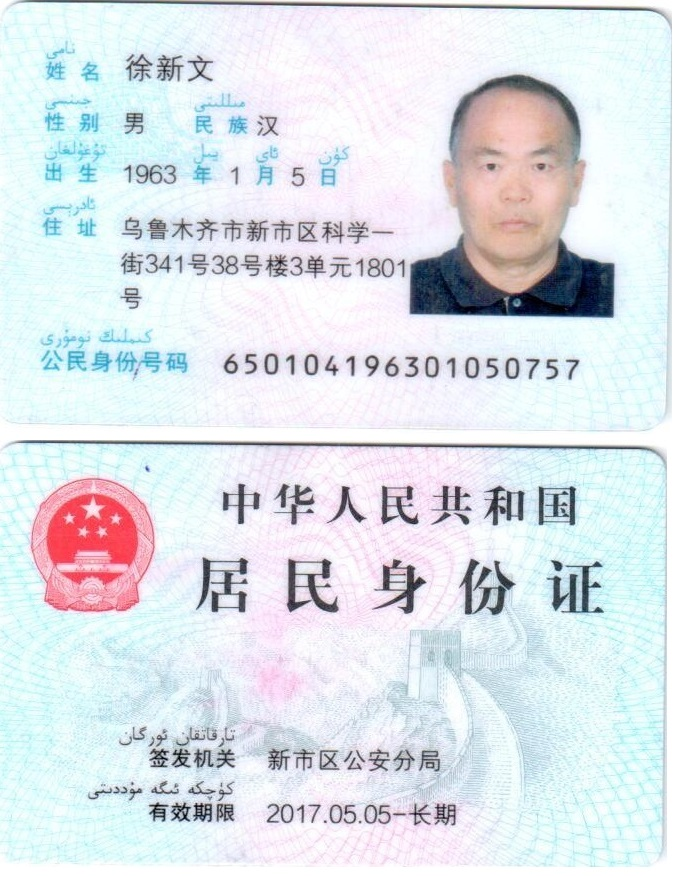 نامى
姓名 徐新文
جىنسى مىللىتى
性别 男 民族 汉
تۇغۇلغان يىل ئاي كۈن
出生 1963 年 1 月 5 日
ئادرېسى
住址 乌鲁木齐市新市区科学一
街341号38号楼3单元1801
号
كىملىك نومۇرى
公民身份号码 650104196301050757
中华人民共和国
居民身份证
تارقاتقان ئورگان
签发机关 新市区公安分局
كۈچكە ئىگە مۇددىتى
有效期限 2017.05.05-长期